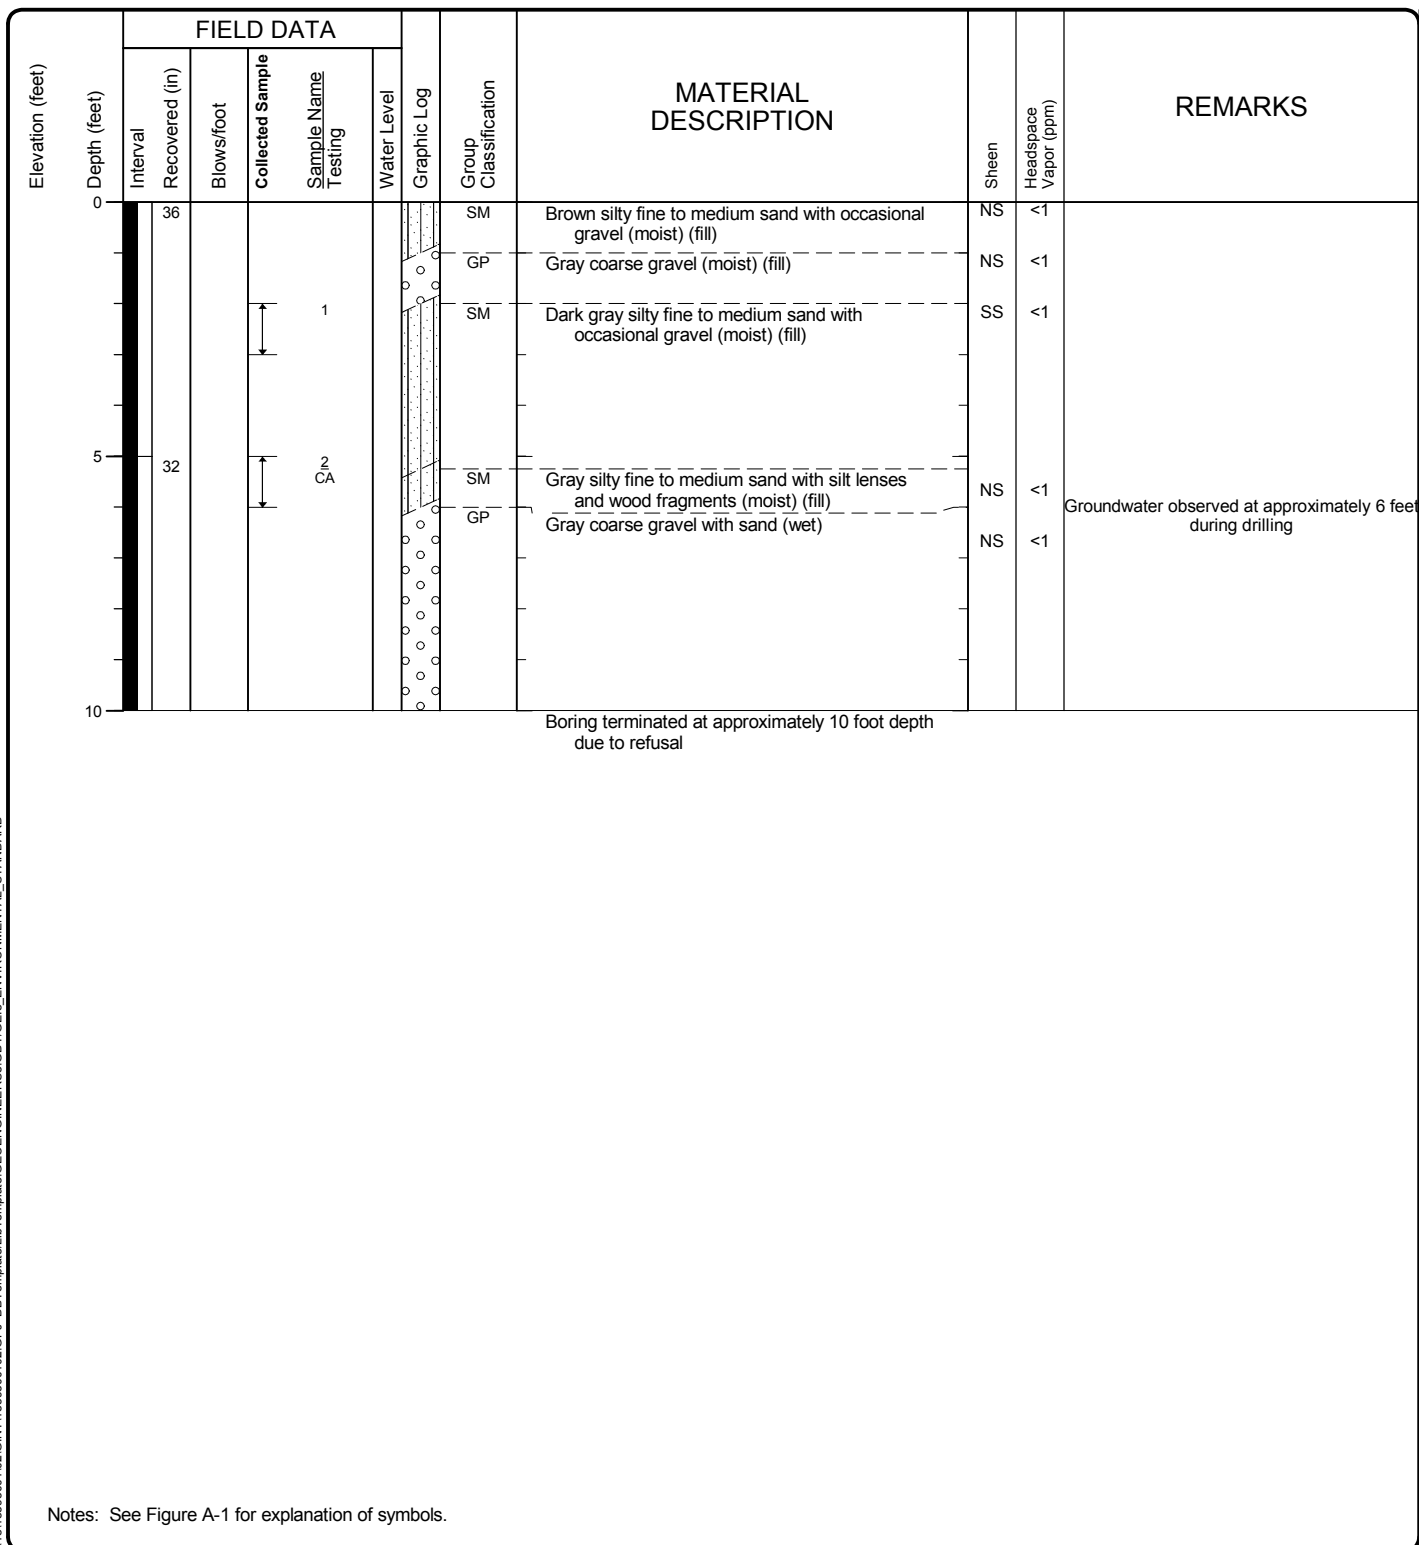 FIELD DATA
Elevation (feet)
Depth (feet)
Interval
Recovered (in)
Blows/foot
Collected Sample
Sample Name
Testing
Water Level
Graphic Log
Group
Classification
MATERIAL
DESCRIPTION
Sheen
Headspace
Vapor (ppm)
REMARKS
0
36
SM
Brown silty fine to medium sand with occasional
gravel (moist) (fill)
NS <1
GP
Gray coarse gravel (moist) (fill)
NS <1
1
SM
Dark gray silty fine to medium sand with
occasional gravel (moist) (fill)
SS <1
5
32
2
CA
SM
Gray silty fine to medium sand with silt lenses
and wood fragments (moist) (fill)
NS <1
GP
Gray coarse gravel with sand (wet)
NS <1
Groundwater observed at approximately 6 feet
during drilling
10
Boring terminated at approximately 10 foot depth
due to refusal
Notes: See Figure A-1 for explanation of symbols.